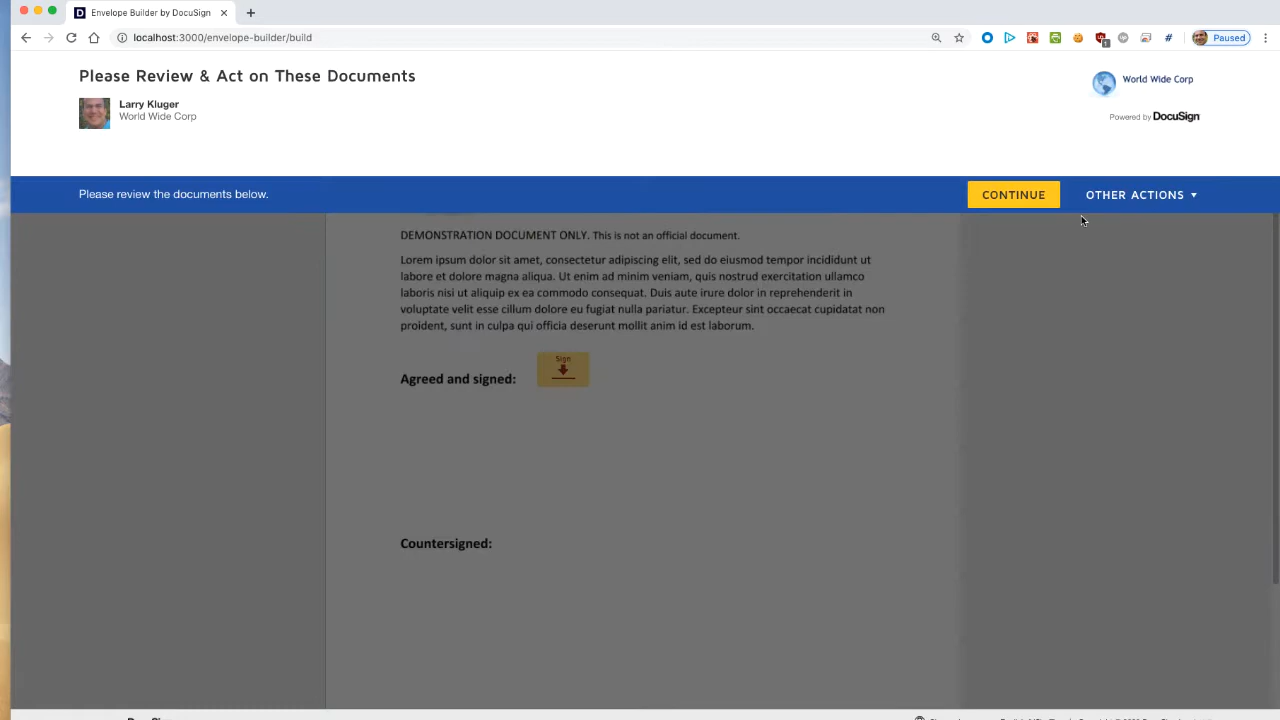 Envelope Builder by DocuSign
localhost:3000/envelope-builder/build
Paused
Please Review & Act on These Documents
Larry Kluger
World Wide Corp
World Wide Corp
Powered by DocuSign
Please review the documents below.
CONTINUE
OTHER ACTIONS
DEMONSTRATION DOCUMENT ONLY. This is not an official document.
Lorem ipsum dolor sit amet, consectetur adipiscing elit, sed do eiusmod tempor incididunt ut
labore et dolore magna aliqua. Ut enim ad minim veniam, quis nostrud exercitation ullamco
laboris nisi ut aliquip ex ea commodo consequat. Duis aute irure dolor in reprehenderit in
voluptate velit esse cillum dolore eu fugiat nulla pariatur. Excepteur sint occaecat cupidatat non
proident, sunt in culpa qui officia deserunt mollit anim id est laborum.
Sign
Agreed and signed:
Countersigned: